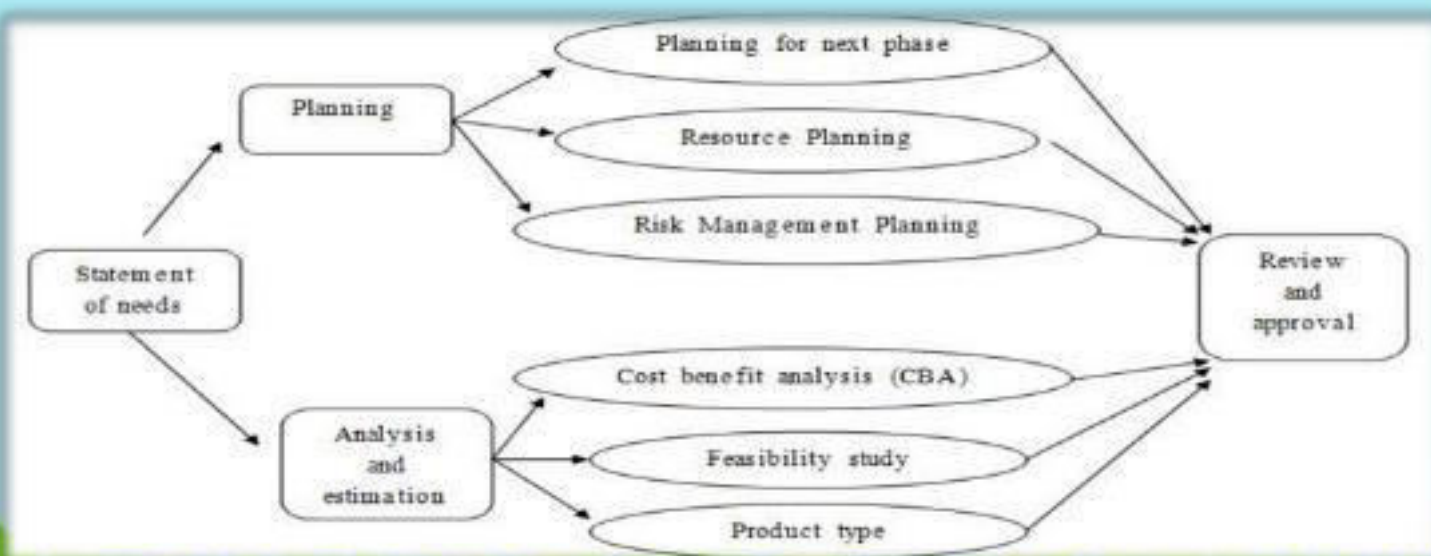 Planning for next phase
Planning
Resource Planning
Risk Management Planning
Statement
of needs
Review
and
approval
Cost benefit analysis (CBA)
Analysis
and
estimation
Feasibility study
Product type